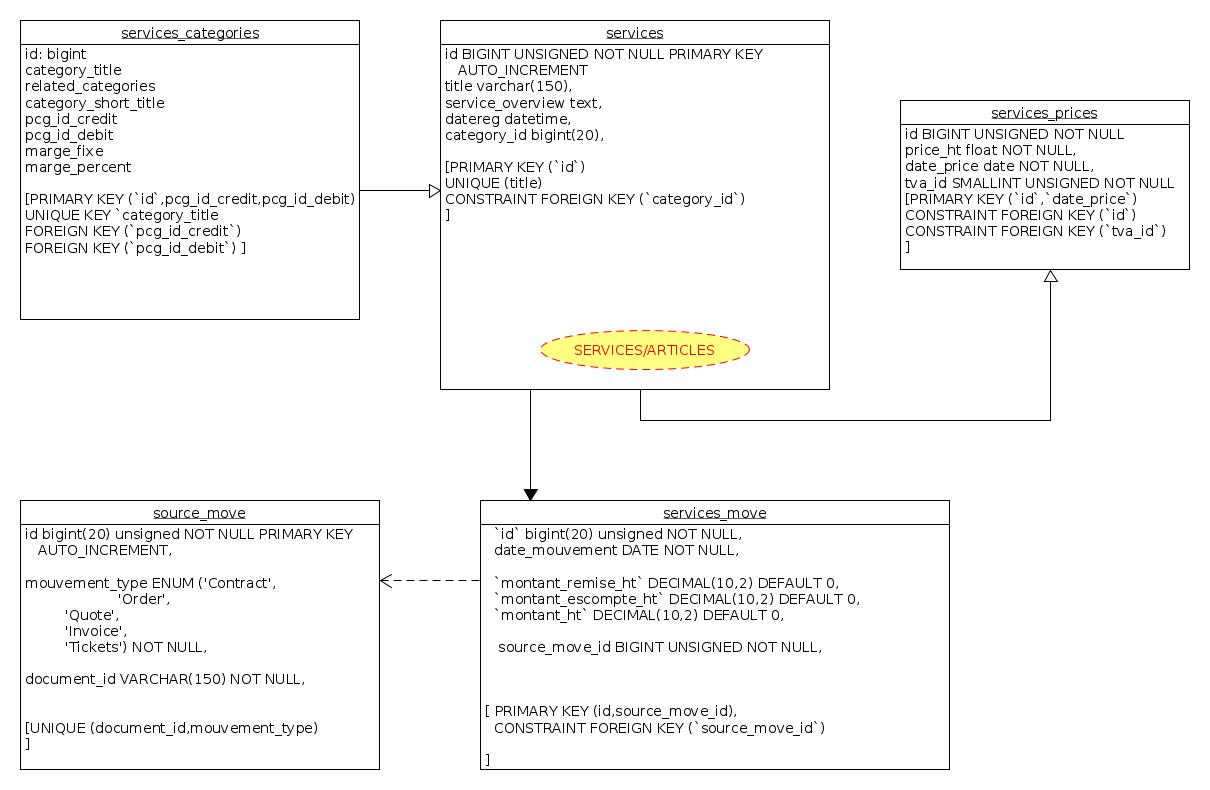 services_categories
id: bigint
category_title
related_categories
category_short_title
pcg_id_credit
pcg_id_debit
marge_fixe
marge_percent
[PRIMARY KEY (`id`,pcg_id_credit,pcg_id_debit)
UNIQUE KEY `category_title
FOREIGN KEY (`pcg_id_credit`)
FOREIGN KEY (`pcg_id_debit`) ]
services
id BIGINT UNSIGNED NOT NULL PRIMARY KEY
AUTO_INCREMENT
title varchar(150),
service_overview text,
datereg datetime,
category_id bigint(20),
[PRIMARY KEY (`id`)
UNIQUE (title)
CONSTRAINT FOREIGN KEY (`category_id`)
]
SERVICES/ARTICLES
services_prices
id BIGINT UNSIGNED NOT NULL
price_ht float NOT NULL,
date_price date NOT NULL,
tva_id SMALLINT UNSIGNED NOT NULL
[PRIMARY KEY (`id`,`date_price`)
CONSTRAINT FOREIGN KEY (`id`)
CONSTRAINT FOREIGN KEY (`tva_id`)
]
source_move
id bigint(20) unsigned NOT NULL PRIMARY KEY
AUTO_INCREMENT,
mouvement_type ENUM ('Contract',
'Order',
'Quote',
'Invoice',
'Tickets') NOT NULL,
document_id VARCHAR(150) NOT NULL,
[UNIQUE (document_id,mouvement_type)
]
services_move
`id` bigint(20) unsigned NOT NULL,
date_mouvement DATE NOT NULL,
`montant_remise_ht` DECIMAL(10,2) DEFAULT 0,
`montant_escompte_ht` DECIMAL(10,2) DEFAULT 0,
`montant_ht` DECIMAL(10,2) DEFAULT 0,
source_move_id BIGINT UNSIGNED NOT NULL,
[ PRIMARY KEY (id,source_move_id),
CONSTRAINT FOREIGN KEY (`source_move_id`)
]